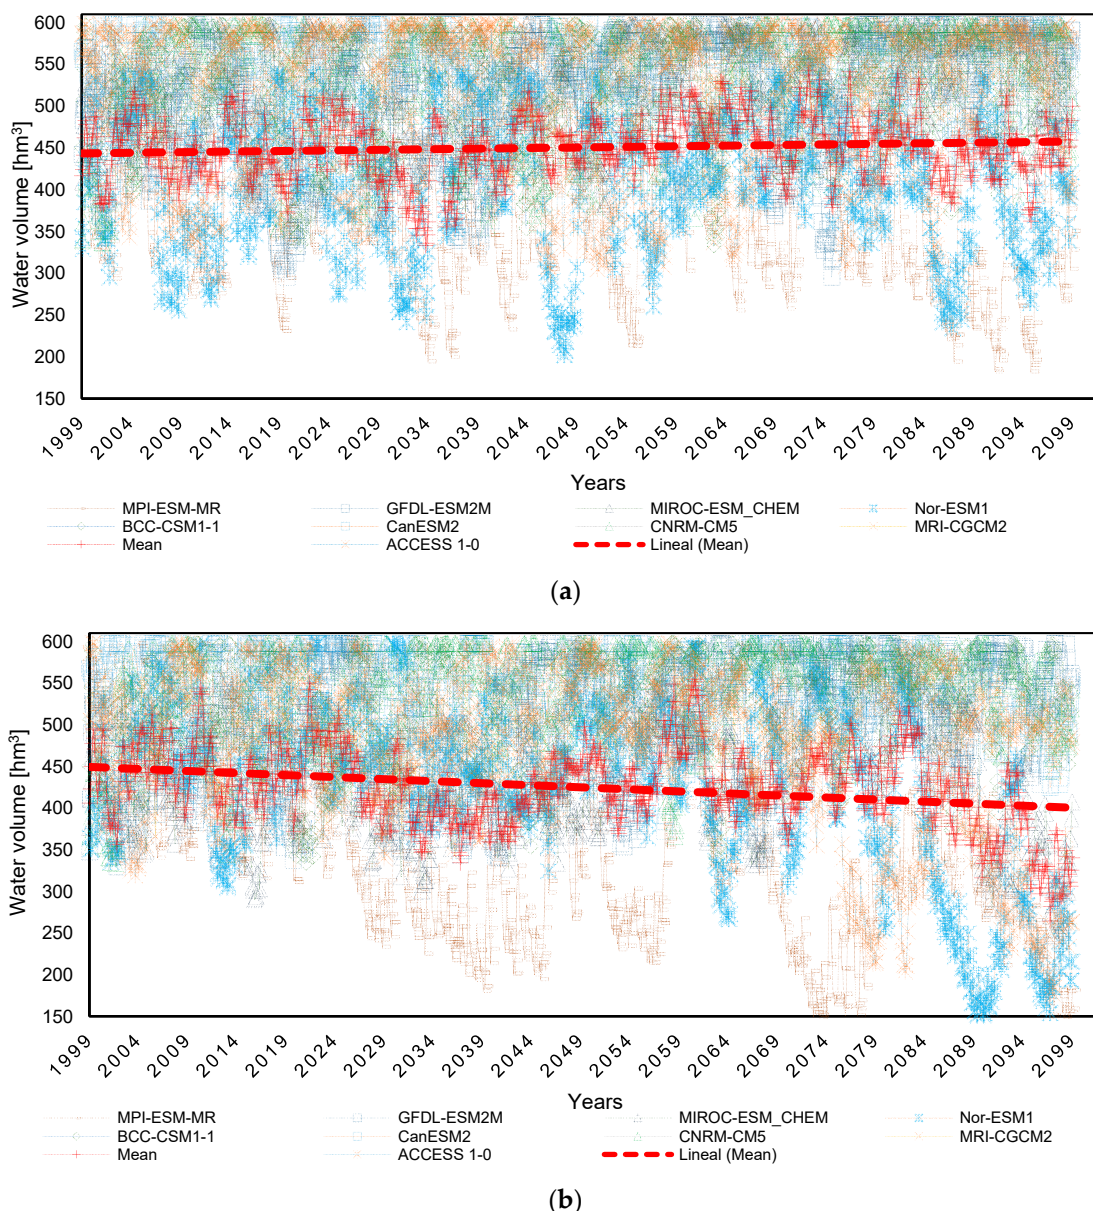 600
550
500
450
400
350
300
250
200
150
Water volume [hm³]
1999 2004 2009 2014 2019 2024 2029 2034 2039 2044 2049 2054 2059 2064 2069 2074 2079 2084 2089 2094 2099
Years
MPI-ESM-MR GFDL-ESM2M MIROC-ESM_CHEM Nor-ESM1
BCC-CSM1-1 CanESM2 CNRM-CM5 MRI-CGCM2
Mean ACCESS 1-0 Lineal (Mean)
(a)
600
550
500
450
400
350
300
250
200
150
Water volume [hm³]
1999 2004 2009 2014 2019 2024 2029 2034 2039 2044 2049 2054 2059 2064 2069 2074 2079 2084 2089 2094 2099
Years
MPI-ESM-MR GFDL-ESM2M MIROC-ESM_CHEM Nor-ESM1
BCC-CSM1-1 CanESM2 CNRM-CM5 MRI-CGCM2
Mean ACCESS 1-0 Lineal (Mean)
(b)